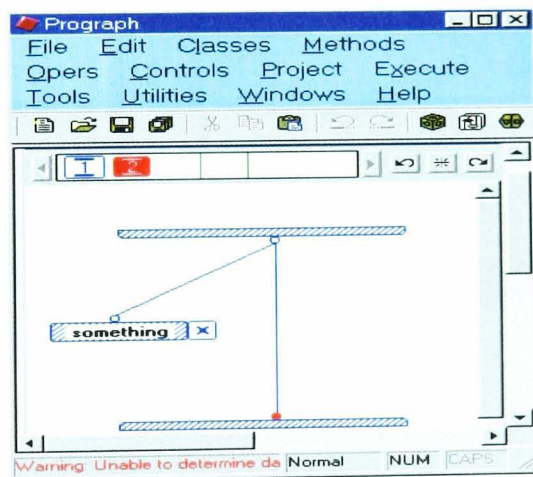 Prograph
File Edit Classes Methods
Opers Controls Project Execute
Tools Utilities Windows Help
1 2
something
Warning: Unable to determine da Normal NUM CAPS